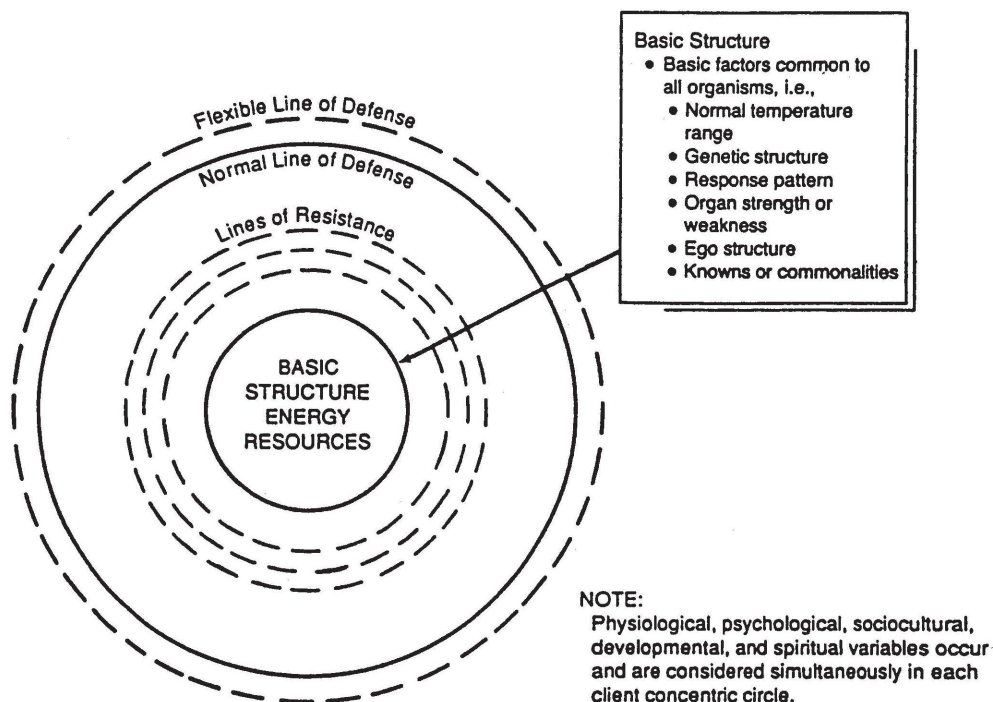 Flexible Line of Defense
Normal Line of Defense
Lines of Resistance
BASIC
STRUCTURE
ENERGY
RESOURCES
Basic Structure
• Basic factors common to
all organisms, i.e.,
• Normal temperature
range
• Genetic structure
• Response pattern
• Organ strength or
weakness
• Ego structure
• Knowns or commonalities
NOTE:
Physiological, psychological, sociocultural,
developmental, and spiritual variables occur
and are considered simultaneously in each
client concentric circle.